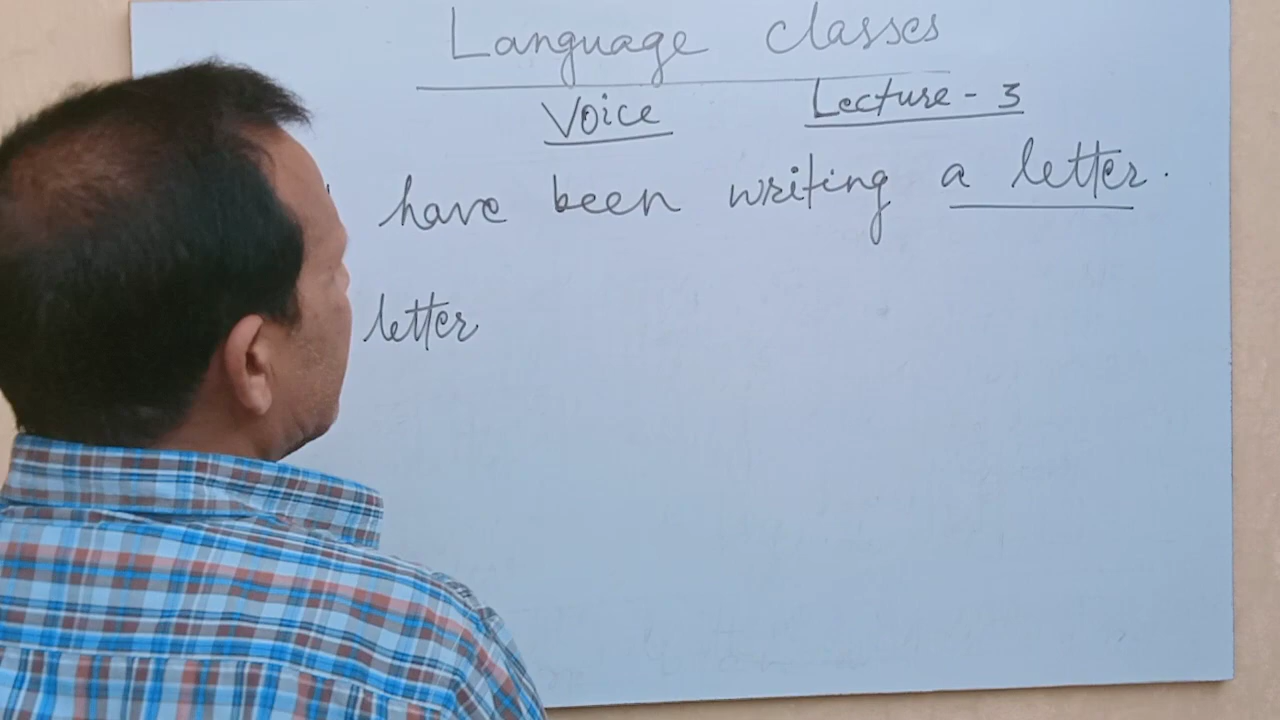 Language classes
Voice Lecture - 3
have been writing a letter.
letter